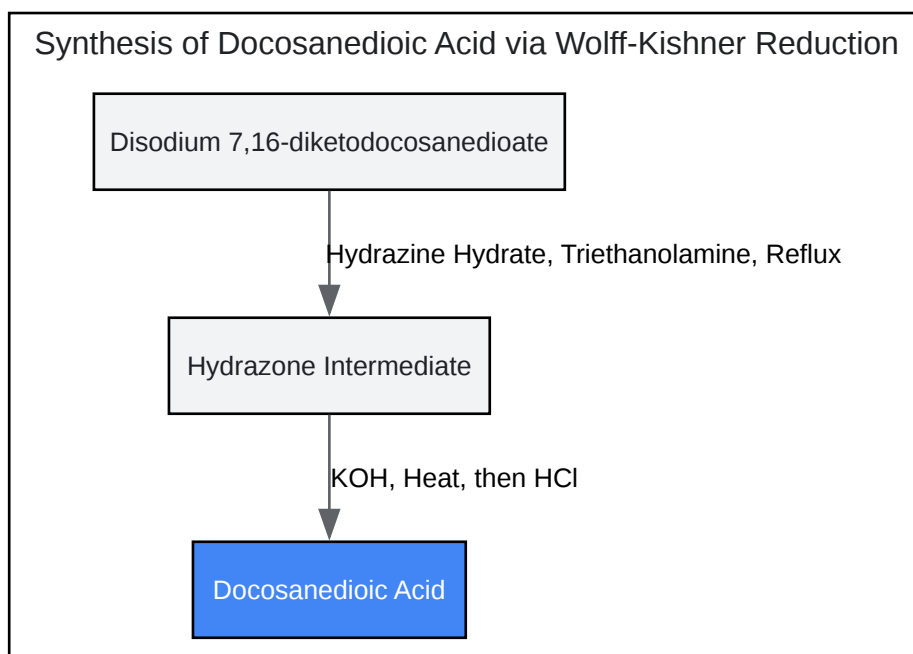 Synthesis of Docosanedioic Acid via Wolff-Kishner Reduction
Disodium 7,16-diketodocosanedioate
Hydrazine Hydrate, Triethanolamine, Reflux
Hydrazone Intermediate
KOH, Heat, then HCl
Docosanedioic Acid